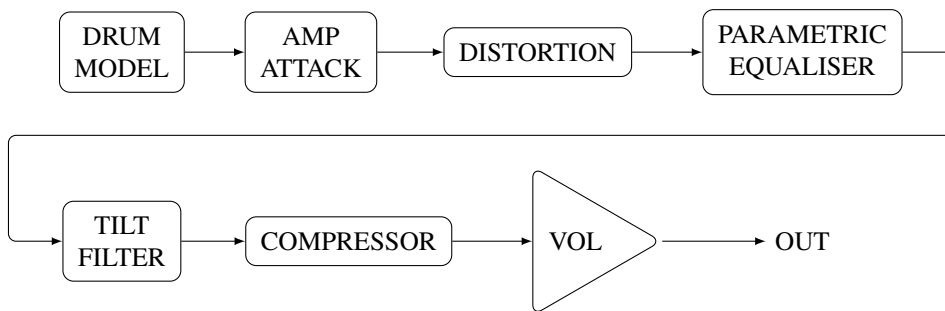 DRUM
MODEL
AMP
ATTACK
DISTORTION
PARAMETRIC
EQUALISER
TILT
FILTER
COMPRESSOR
VOL
OUT